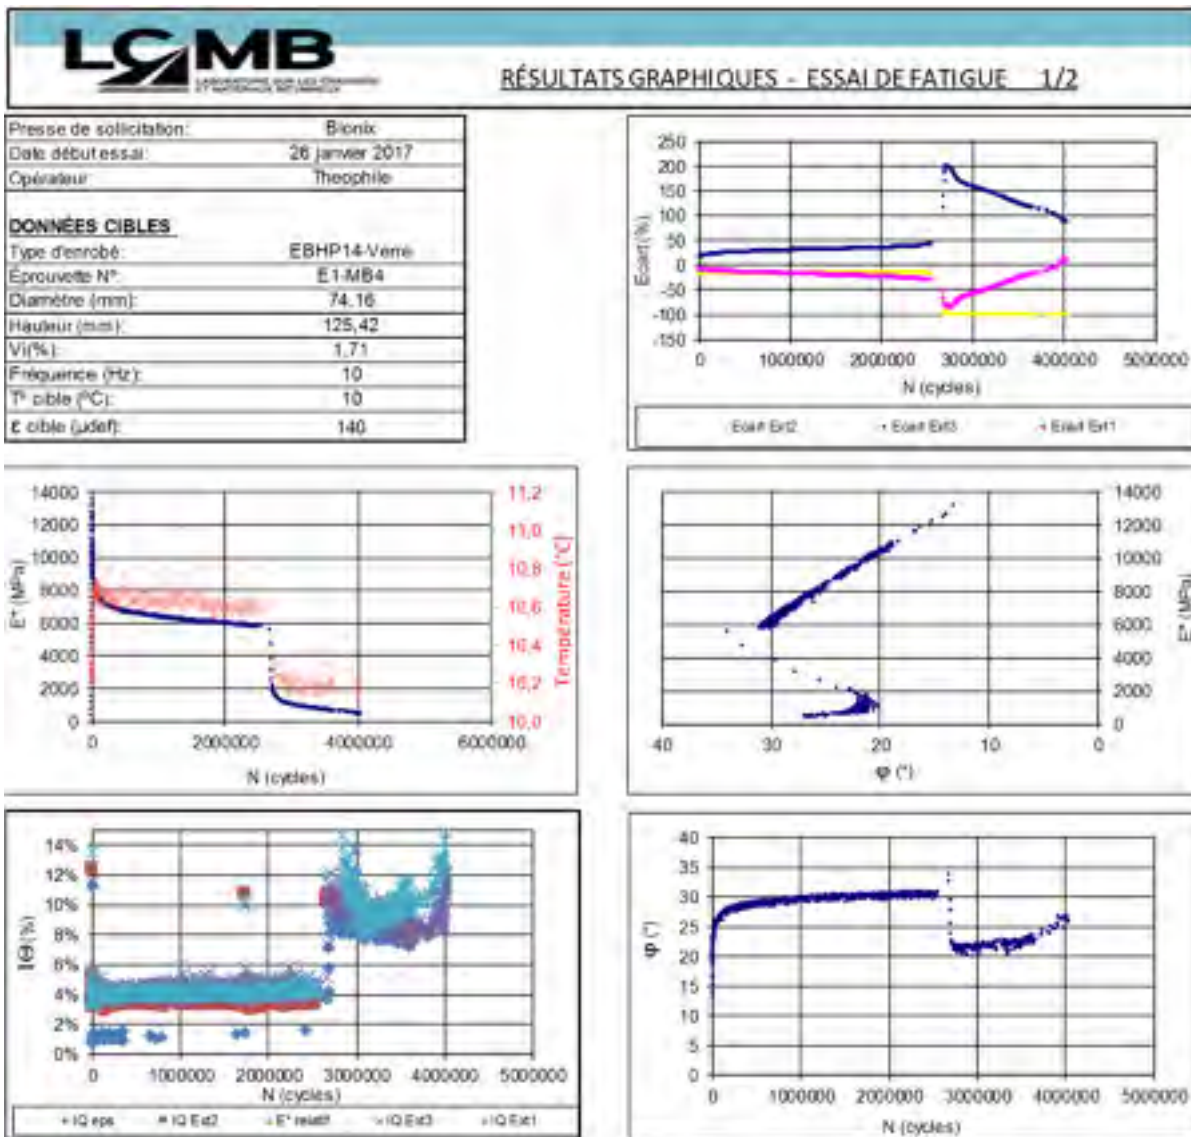 LCMB
LABORATOIRE SUR LES CHAUSSÉES
ET MATÉRIAUX BITUMINEUX
RÉSULTATS GRAPHIQUES - ESSAI DE FATIGUE 1/2
Presse de sollicitation: Bionix
Date début essai: 26 janvier 2017
Opérateur Theophile
DONNÉES CIBLES
Type d'enrobé: EBHP14-Verre
Éprouvette N°: E1-MB4
Diamètre (mm): 74,16
Hauteur (mm): 125,42
Vi(%): 1,71
Fréquence (Hz): 10
T° cible (°C): 10
ε cible (μdef): 140
250
200
150
100
50
0
-50
-100
-150
Ecart (%)
0 1000000 2000000 3000000 4000000 5000000
N (cycles)
Ecart Ext2 Ecart Ext3 Ecart Ext1
14000
12000
10000
8000
6000
4000
2000
0
E* (MPa)
11,2
11,0
10,8
10,6
10,4
10,2
10,0
Température (°C)
0 2000000 4000000 6000000
N (cycles)
14000
12000
10000
8000
6000
4000
2000
0
E* (MPa)
40 30 20 10 0
φ (°)
14%
12%
10%
8%
6%
4%
2%
0%
0 1000000 2000000 3000000 4000000 5000000
N (cycles)
IQ eps IQ Ext2 E* relatif IQ Ext3 IQ Ext1
40
35
30
25
20
15
10
5
0
φ (°)
0 1000000 2000000 3000000 4000000 5000000
N (cycles)